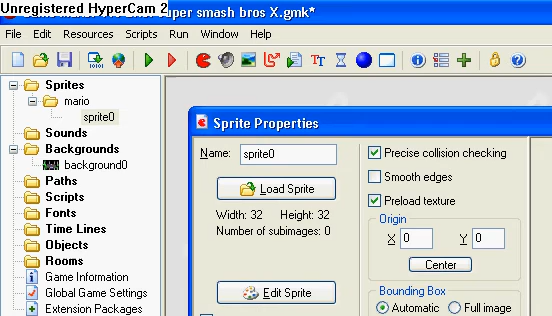 Unregistered HyperCam 2
uper smash bros X.gmk*
File Edit Resources Scripts Run Window Help
Sprites
mario
sprite0
Sounds
Backgrounds
background0
Paths
Scripts
Fonts
Time Lines
Objects
Rooms
Game Information
Global Game Settings
Extension Packages
Sprite Properties
Name: sprite0
Load Sprite
Width: 32 Height: 32
Number of subimages: 0
Edit Sprite
Precise collision checking
Smooth edges
Preload texture
Origin
X 0 Y 0
Center
Bounding Box
Automatic Full image